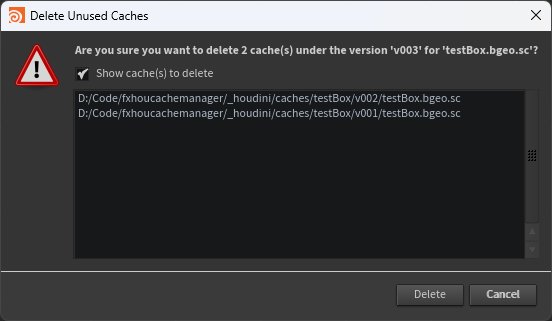 Delete Unused Caches
Are you sure you want to delete 2 cache(s) under the version 'v003' for 'testBox.bgeo.sc'?
Show cache(s) to delete
D:/Code/fxhoucachemanager/_houdini/caches/testBox/v002/testBox.bgeo.sc
D:/Code/fxhoucachemanager/_houdini/caches/testBox/v001/testBox.bgeo.sc
Delete
Cancel